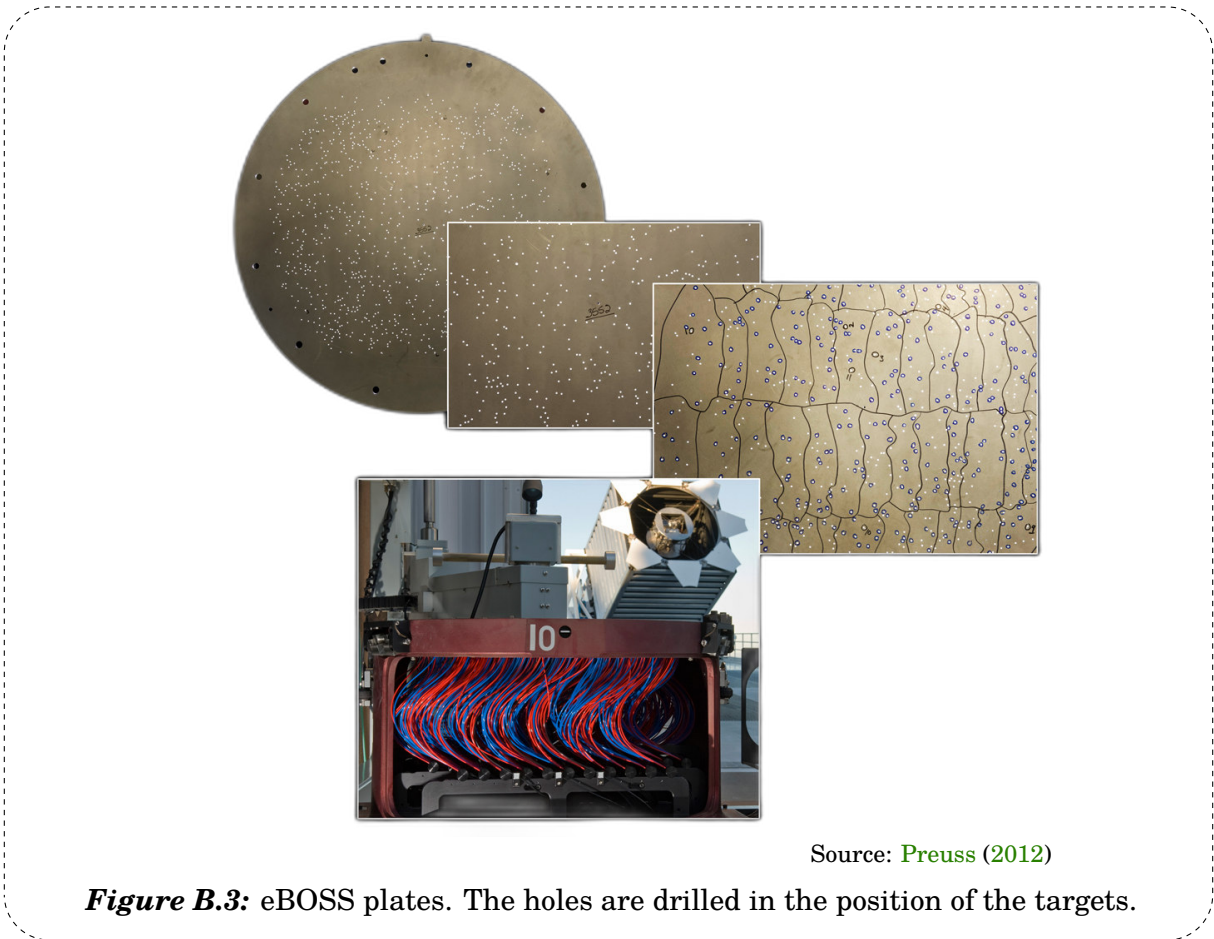 10
Source: Preuss (2012)
Figure B.3: eBOSS plates. The holes are drilled in the position of the targets.